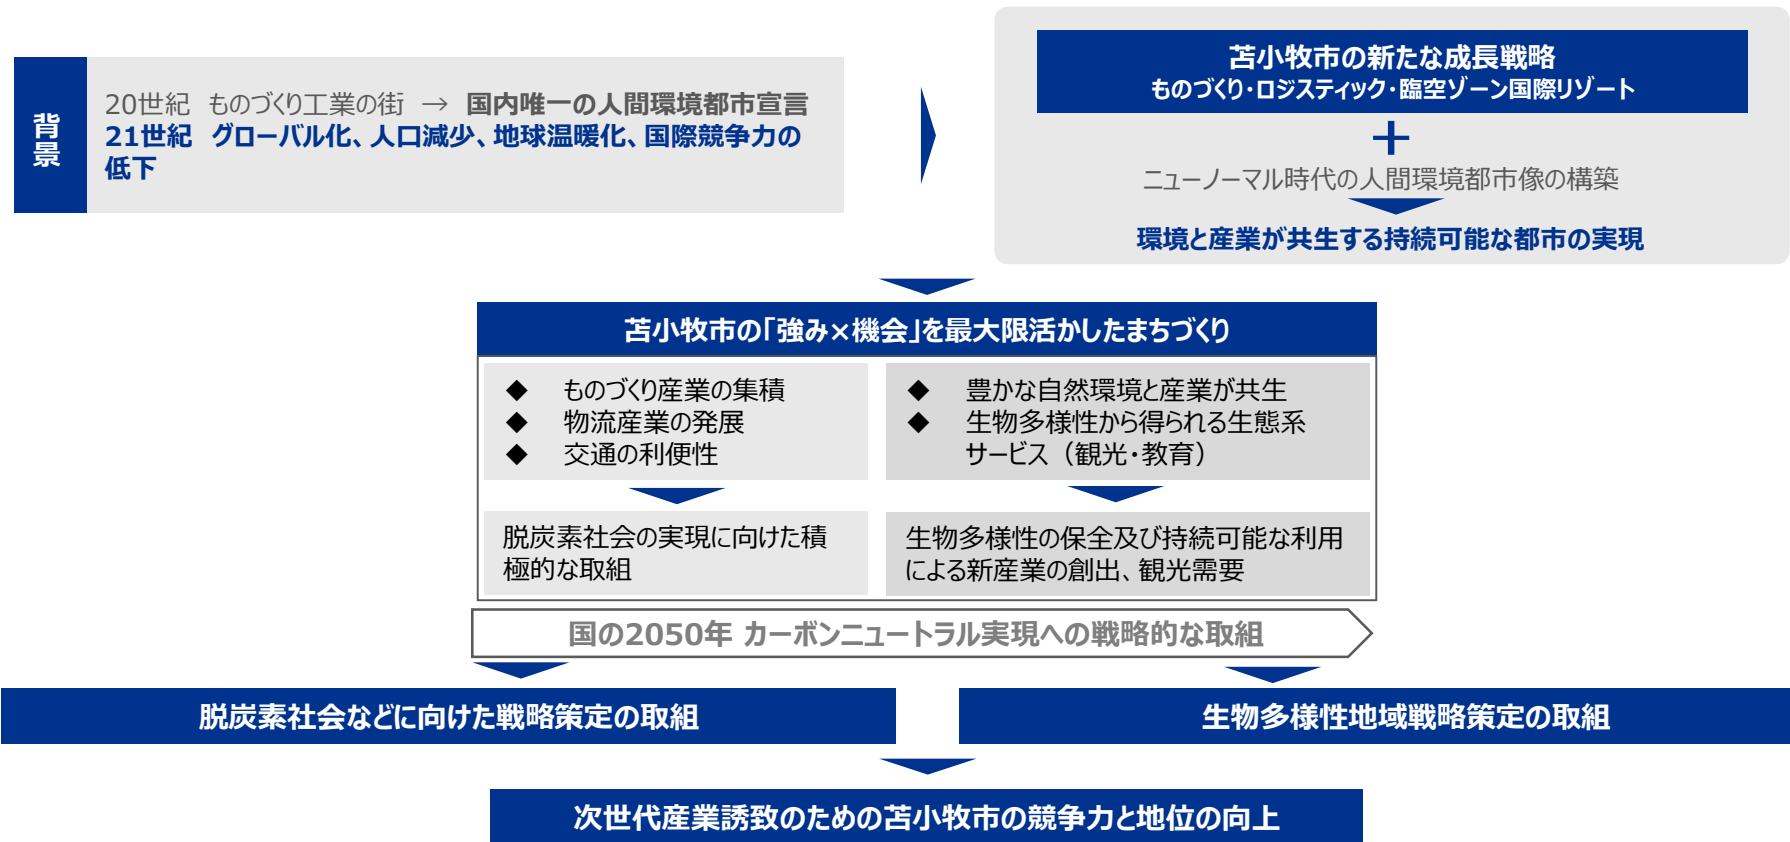 背景
20世紀 ものづくり工業の街 → 国内唯一の人間環境都市宣言
21世紀 グローバル化、人口減少、地球温暖化、国際競争力の
低下
苫小牧市の新たな成長戦略
ものづくり・ロジスティック・臨空ゾーン国際リゾート
＋
ニューノーマル時代の人間環境都市像の構築
環境と産業が共生する持続可能な都市の実現
苫小牧市の「強み×機会」を最大限活かしたまちづくり
◆ ものづくり産業の集積
◆ 物流産業の発展
◆ 交通の利便性
◆ 豊かな自然環境と産業が共生
◆ 生物多様性から得られる生態系
サービス（観光・教育）
脱炭素社会の実現に向けた積
極的な取組
生物多様性の保全及び持続可能な利用
による新産業の創出、観光需要
国の2050年 カーボンニュートラル実現への戦略的な取組
脱炭素社会などに向けた戦略策定の取組
生物多様性地域戦略策定の取組
次世代産業誘致のための苫小牧市の競争力と地位の向上